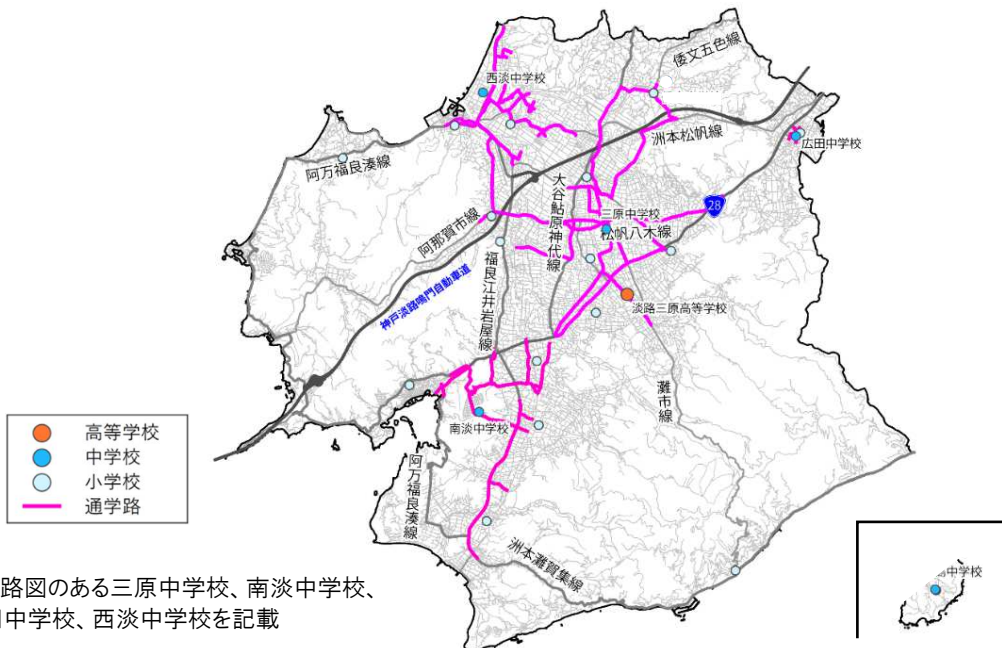 倭文五色線
西淡中学校
洲本松帆線
広田中学校
阿万福良湊線
大谷鮎原神代線
28
三原中学校
松帆八木線
阿那賀市線
福良江井岩屋線
神戸淡路鳴門自動車道
淡路三原高等学校
灘市線
南淡中学校
阿万福良湊線
洲本灘賀集線
高等学校
中学校
小学校
通学路
路図のある三原中学校、南淡中学校、
中学校、西淡中学校を記載
中学校